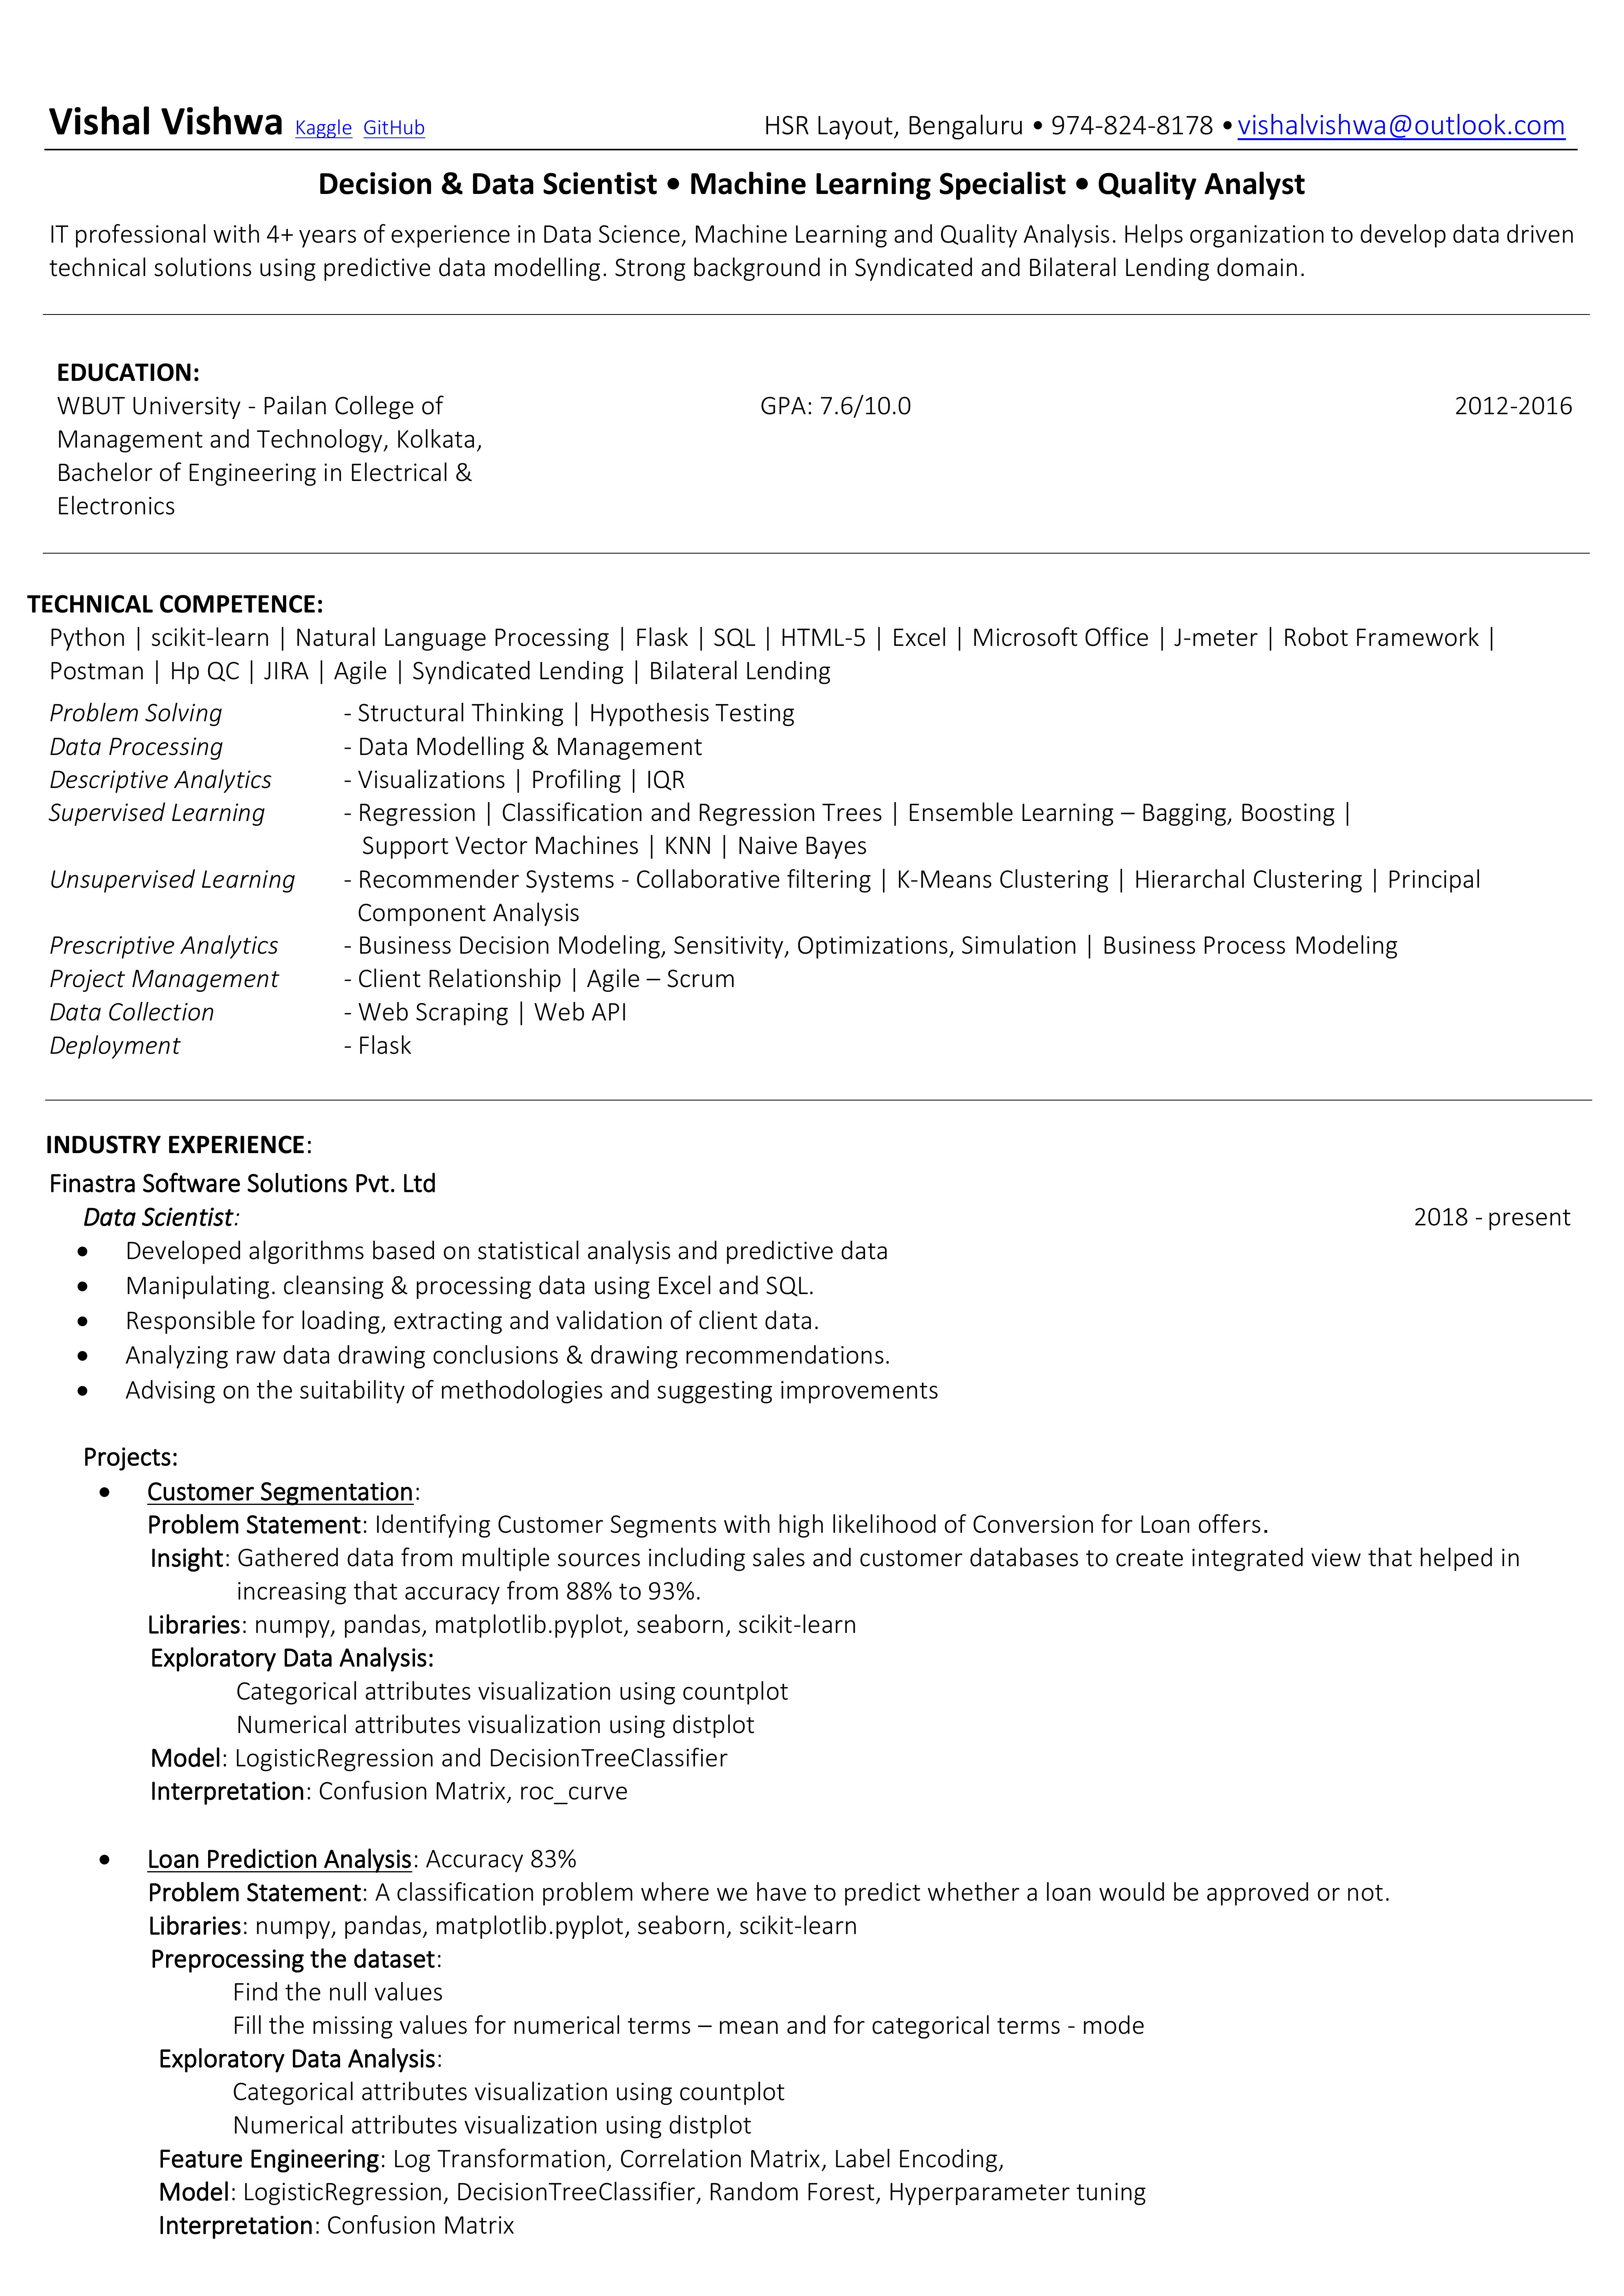 Vishal Vishwa Kaggle GitHub HSR Layout, Bengaluru • 974-824-8178 • vishalvishwa@outlook.com
Decision & Data Scientist • Machine Learning Specialist • Quality Analyst
IT professional with 4+ years of experience in Data Science, Machine Learning and Quality Analysis. Helps organization to develop data driven
technical solutions using predictive data modelling. Strong background in Syndicated and Bilateral Lending domain.
EDUCATION:
WBUT University - Pailan College of GPA: 7.6/10.0 2012-2016
Management and Technology, Kolkata,
Bachelor of Engineering in Electrical &
Electronics
TECHNICAL COMPETENCE:
Python | scikit-learn | Natural Language Processing | Flask | SQL | HTML-5 | Excel | Microsoft Office | J-meter | Robot Framework |
Postman | Hp QC | JIRA | Agile | Syndicated Lending | Bilateral Lending
Problem Solving - Structural Thinking | Hypothesis Testing
Data Processing - Data Modelling & Management
Descriptive Analytics - Visualizations | Profiling | IQR
Supervised Learning - Regression | Classification and Regression Trees | Ensemble Learning – Bagging, Boosting |
Support Vector Machines | KNN | Naive Bayes
Unsupervised Learning - Recommender Systems - Collaborative filtering | K-Means Clustering | Hierarchal Clustering | Principal
Component Analysis
Prescriptive Analytics - Business Decision Modeling, Sensitivity, Optimizations, Simulation | Business Process Modeling
Project Management - Client Relationship | Agile – Scrum
Data Collection - Web Scraping | Web API
Deployment - Flask
INDUSTRY EXPERIENCE:
Finastra Software Solutions Pvt. Ltd
Data Scientist: 2018 - present
• Developed algorithms based on statistical analysis and predictive data
• Manipulating. cleansing & processing data using Excel and SQL.
• Responsible for loading, extracting and validation of client data.
• Analyzing raw data drawing conclusions & drawing recommendations.
• Advising on the suitability of methodologies and suggesting improvements
Projects:
• Customer Segmentation:
Problem Statement: Identifying Customer Segments with high likelihood of Conversion for Loan offers.
Insight: Gathered data from multiple sources including sales and customer databases to create integrated view that helped in
increasing that accuracy from 88% to 93%.
Libraries: numpy, pandas, matplotlib.pyplot, seaborn, scikit-learn
Exploratory Data Analysis:
Categorical attributes visualization using countplot
Numerical attributes visualization using distplot
Model: LogisticRegression and DecisionTreeClassifier
Interpretation: Confusion Matrix, roc_curve
• Loan Prediction Analysis: Accuracy 83%
Problem Statement: A classification problem where we have to predict whether a loan would be approved or not.
Libraries: numpy, pandas, matplotlib.pyplot, seaborn, scikit-learn
Preprocessing the dataset:
Find the null values
Fill the missing values for numerical terms – mean and for categorical terms - mode
Exploratory Data Analysis:
Categorical attributes visualization using countplot
Numerical attributes visualization using distplot
Feature Engineering: Log Transformation, Correlation Matrix, Label Encoding,
Model: LogisticRegression, DecisionTreeClassifier, Random Forest, Hyperparameter tuning
Interpretation: Confusion Matrix